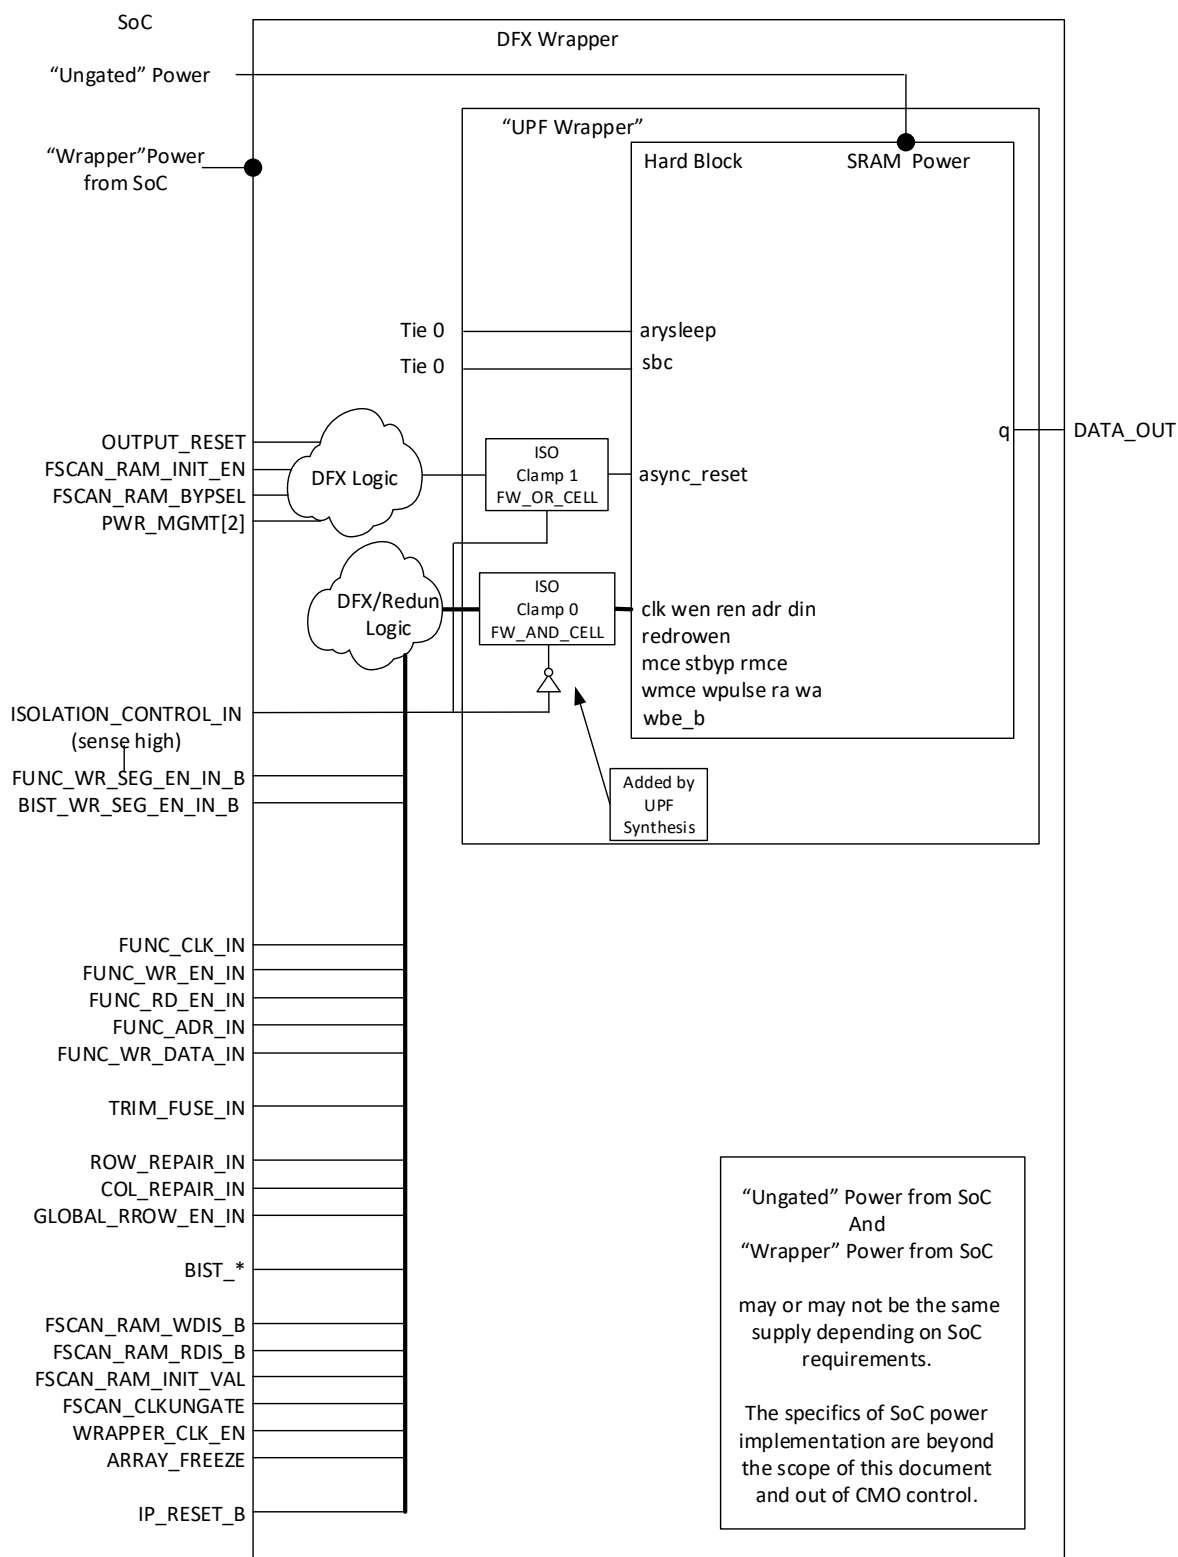 SoC
DFX Wrapper
“Ungated” Power
“UPF Wrapper”
“Wrapper”Power
from SoC
Hard Block
SRAM Power
Tie 0
arysleep
Tie 0
sbc
OUTPUT_RESET
FSCAN_RAM_INIT_EN
FSCAN_RAM_BYPSEL
PWR_MGMT[2]
DFX Logic
ISO
Clamp 1
FW_OR_CELL
async_reset
q
DATA_OUT
DFX/Redun
Logic
ISO
Clamp 0
FW_AND_CELL
clk wen ren adr din
redrowen
mce stbyp rmce
wmce wpulse ra wa
wbe_b
ISOLATION_CONTROL_IN
(sense high)
FUNC_WR_SEG_EN_IN_B
BIST_WR_SEG_EN_IN_B
Added by
UPF
Synthesis
FUNC_CLK_IN
FUNC_WR_EN_IN
FUNC_RD_EN_IN
FUNC_ADR_IN
FUNC_WR_DATA_IN
TRIM_FUSE_IN
ROW_REPAIR_IN
COL_REPAIR_IN
GLOBAL_RROW_EN_IN
BIST_*
FSCAN_RAM_WDIS_B
FSCAN_RAM_RDIS_B
FSCAN_RAM_INIT_VAL
FSCAN_CLKUNGATE
WRAPPER_CLK_EN
ARRAY_FREEZE
IP_RESET_B
“Ungated” Power from SoC
And
“Wrapper” Power from SoC
may or may not be the same
supply depending on SoC
requirements.
The specifics of SoC power
implementation are beyond
the scope of this document
and out of CMO control.